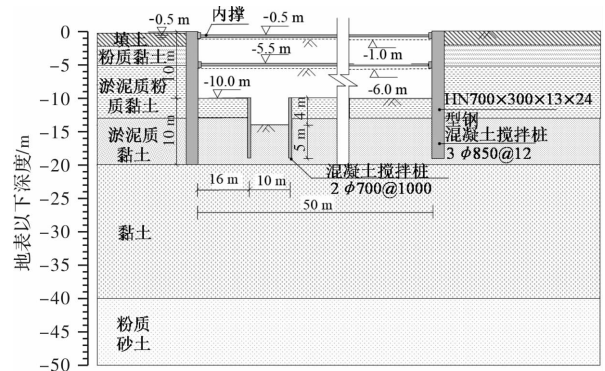 内撑
-0.5 m
-0.5 m
0
填土
粉质黏土
10 m
-1.0 m
-5
-5.5 m
-6.0 m
-10
淤泥质粉
质黏土
-10.0 m
4 m
HN700×300×13×24
型钢
-15
淤泥质
黏土
10 m
5 m
混凝土搅拌桩
3 ϕ850@12
-20
16 m
10 m
混凝土搅拌桩
2 ϕ700@1000
50 m
-25
-30
黏土
-35
-40
-45
粉质
砂土
-50
地表以下深度/m